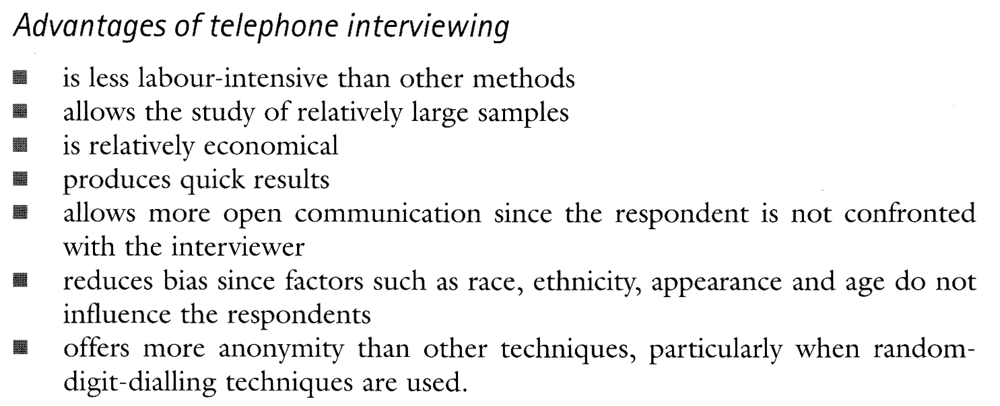 Advantages of telephone interviewing
■ is less labour-intensive than other methods
■ allows the study of relatively large samples
■ is relatively economical
■ produces quick results
■ allows more open communication since the respondent is not confronted
with the interviewer
■ reduces bias since factors such as race, ethnicity, appearance and age do not
influence the respondents
■ offers more anonymity than other techniques, particularly when random-
digit-dialling techniques are used.